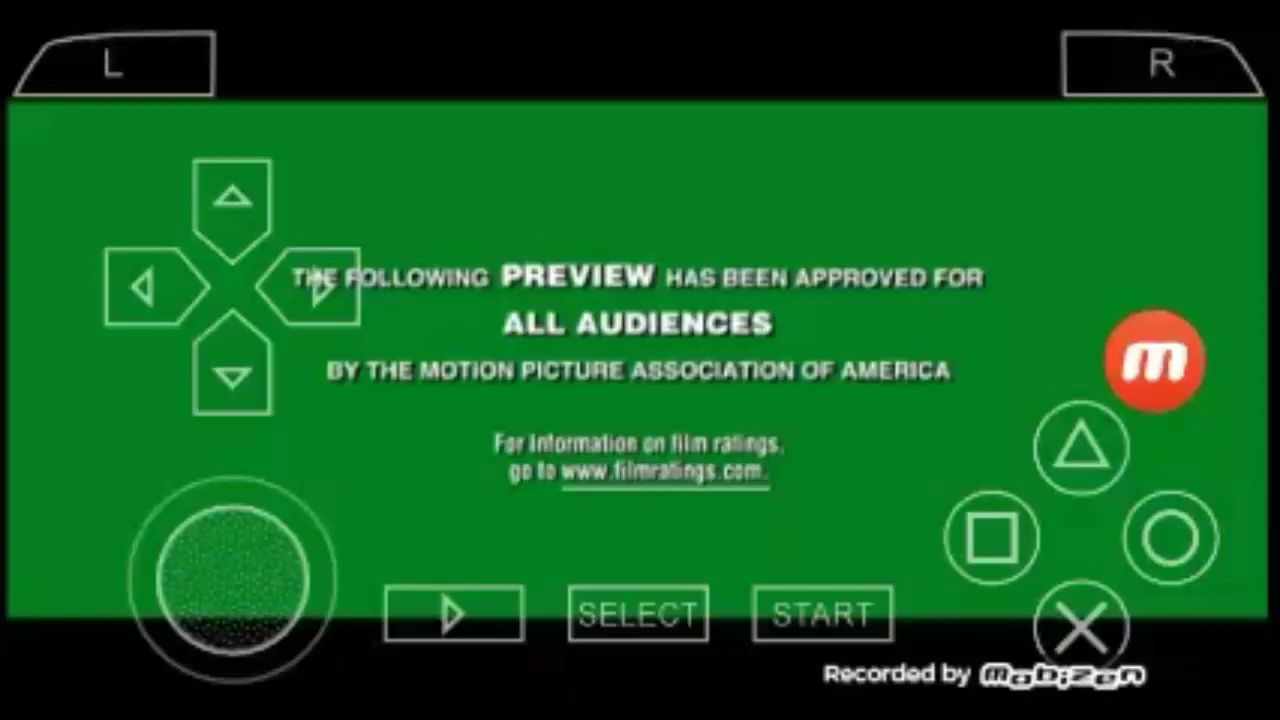 L
R
THE FOLLOWING PREVIEW HAS BEEN APPROVED FOR
ALL AUDIENCES
BY THE MOTION PICTURE ASSOCIATION OF AMERICA
For information on film ratings,
go to www.filmratings.com.
SELECT
START
Recorded by Mobizen